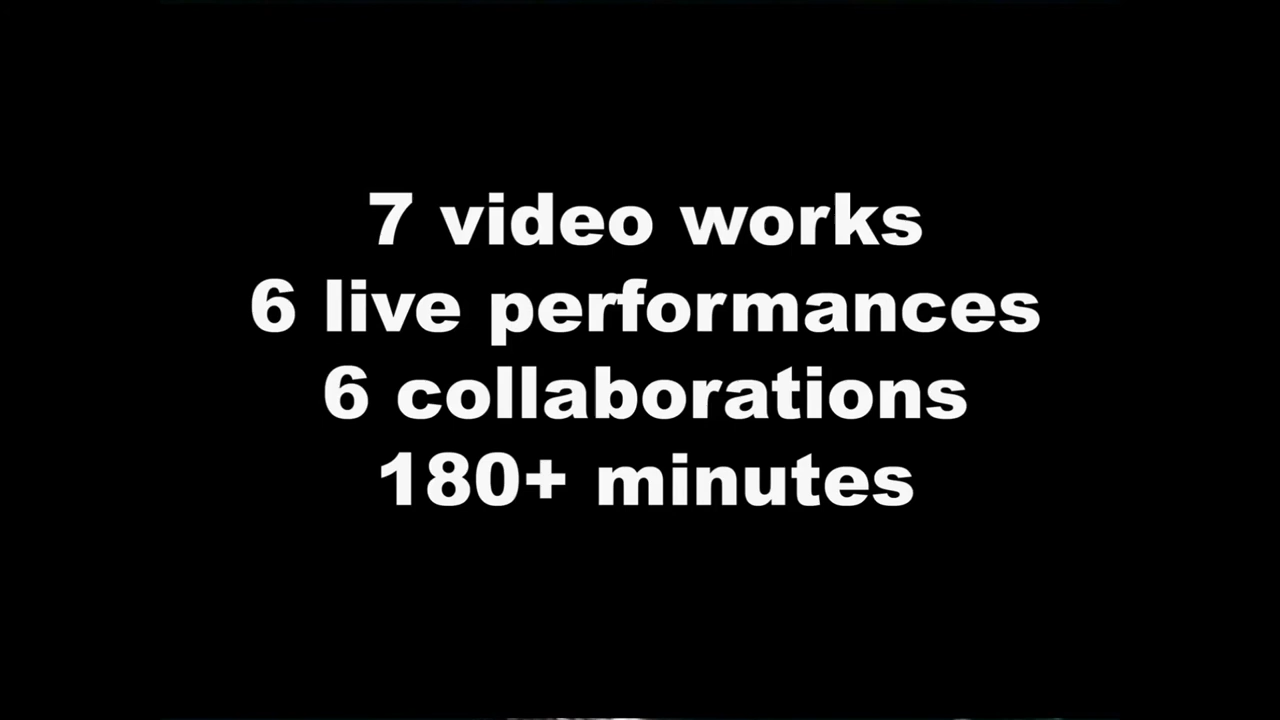 7 video works
6 live performances
6 collaborations
180+ minutes